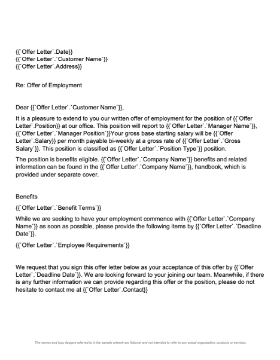 {{`Offer Letter`.Date}}
{{`Offer Letter`.`Customer Name`}}
{{`Offer Letter`.Address}}
Re: Offer of Employment
Dear {{`Offer Letter`.`Customer Name`}},
It is a pleasure to extend to you our written offer of employment for the position of {{`Offer
Letter`.Position}} at our office. This position will report to {{`Offer Letter`.`Manager Name`}},
{{`Offer Letter`.`Manager Position`}}Your gross base starting salary will be {{`Offer
Letter`.Salary}} per month payable bi-weekly at a gross rate of {{`Offer Letter`.`Gross
Salary`}}. This position is classified as {{`Offer Letter`.`Position Type`}} position.
The position is benefits eligible. {{`Offer Letter`.`Company Name`}} benefits and related
information can be found in the {{`Offer Letter`.`Company Name`}}, handbook, which is
provided under separate cover.
Benefits
{{`Offer Letter`.`Benefit Terms`}}
While we are seeking to have your employment commence with {{`Offer Letter`.`Company
Name`}} as soon as possible, please provide the following items by {{`Offer Letter`.`Deadline
Date`}}.
{{`Offer Letter`.`Employee Requirements`}}
We request that you sign this offer letter below as your acceptance of this offer by {{`Offer
Letter`.`Deadline Date`}}. We are looking forward to your joining our team. Meanwhile, if there
is any further information we can provide regarding this offer or the position, please do not
hesitate to contact me at {{`Offer Letter`.Contact}}